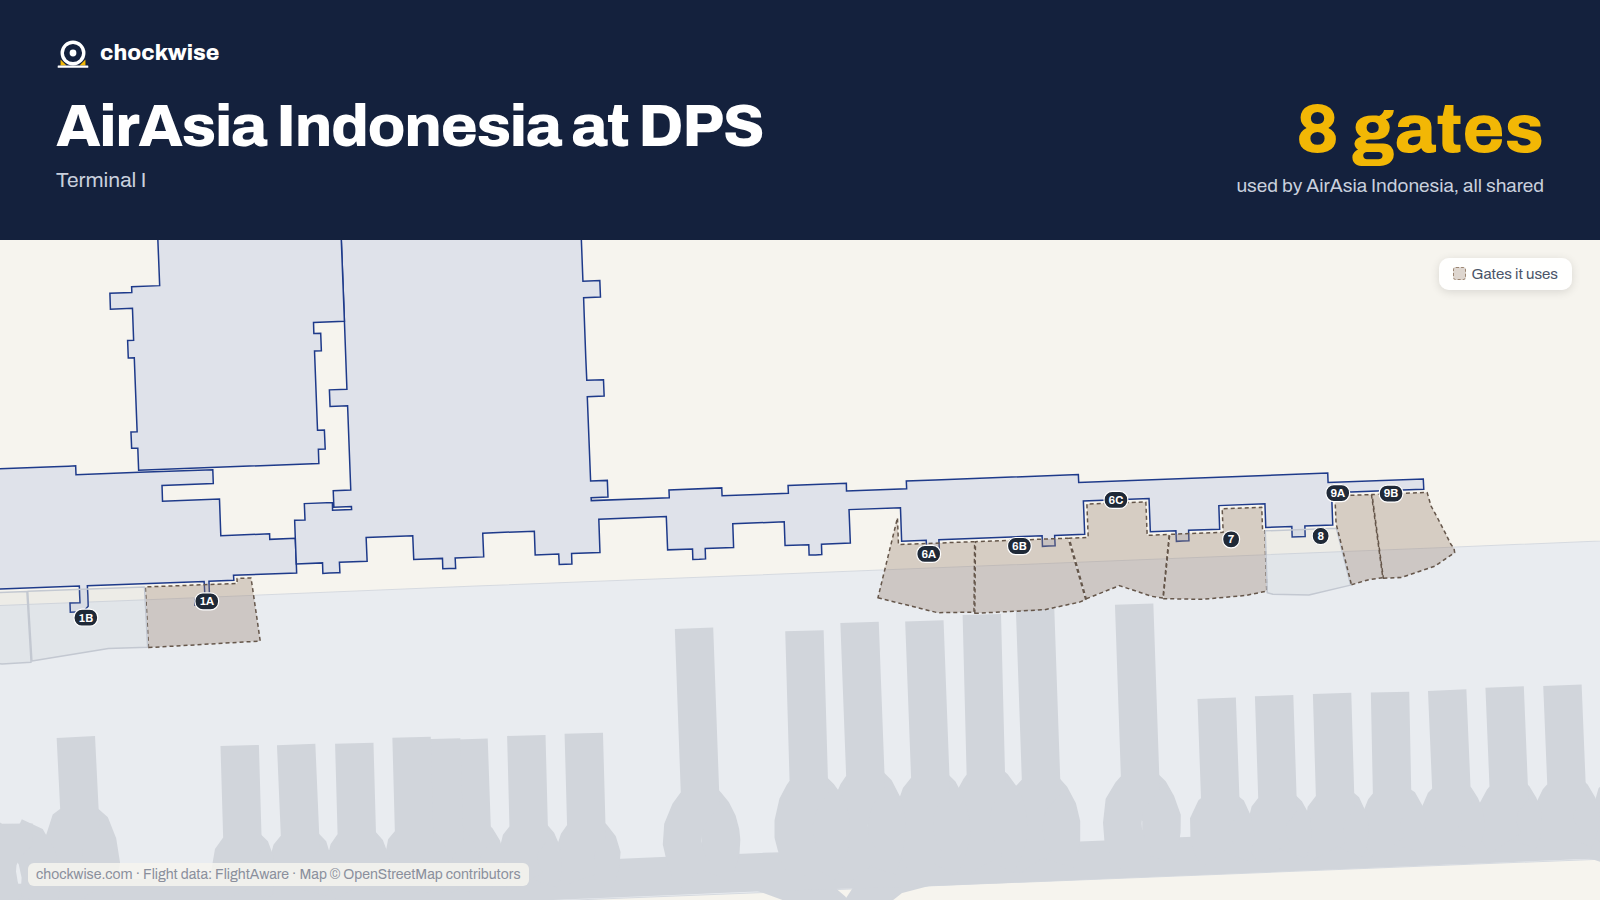 chockwise
AirAsia Indonesia at DPS
Terminal I
8 gates
used by AirAsia Indonesia, all shared
Gates it uses
9A
9B
6C
8
7
6B
6A
1A
1B
chockwise.com · Flight data: FlightAware · Map © OpenStreetMap contributors